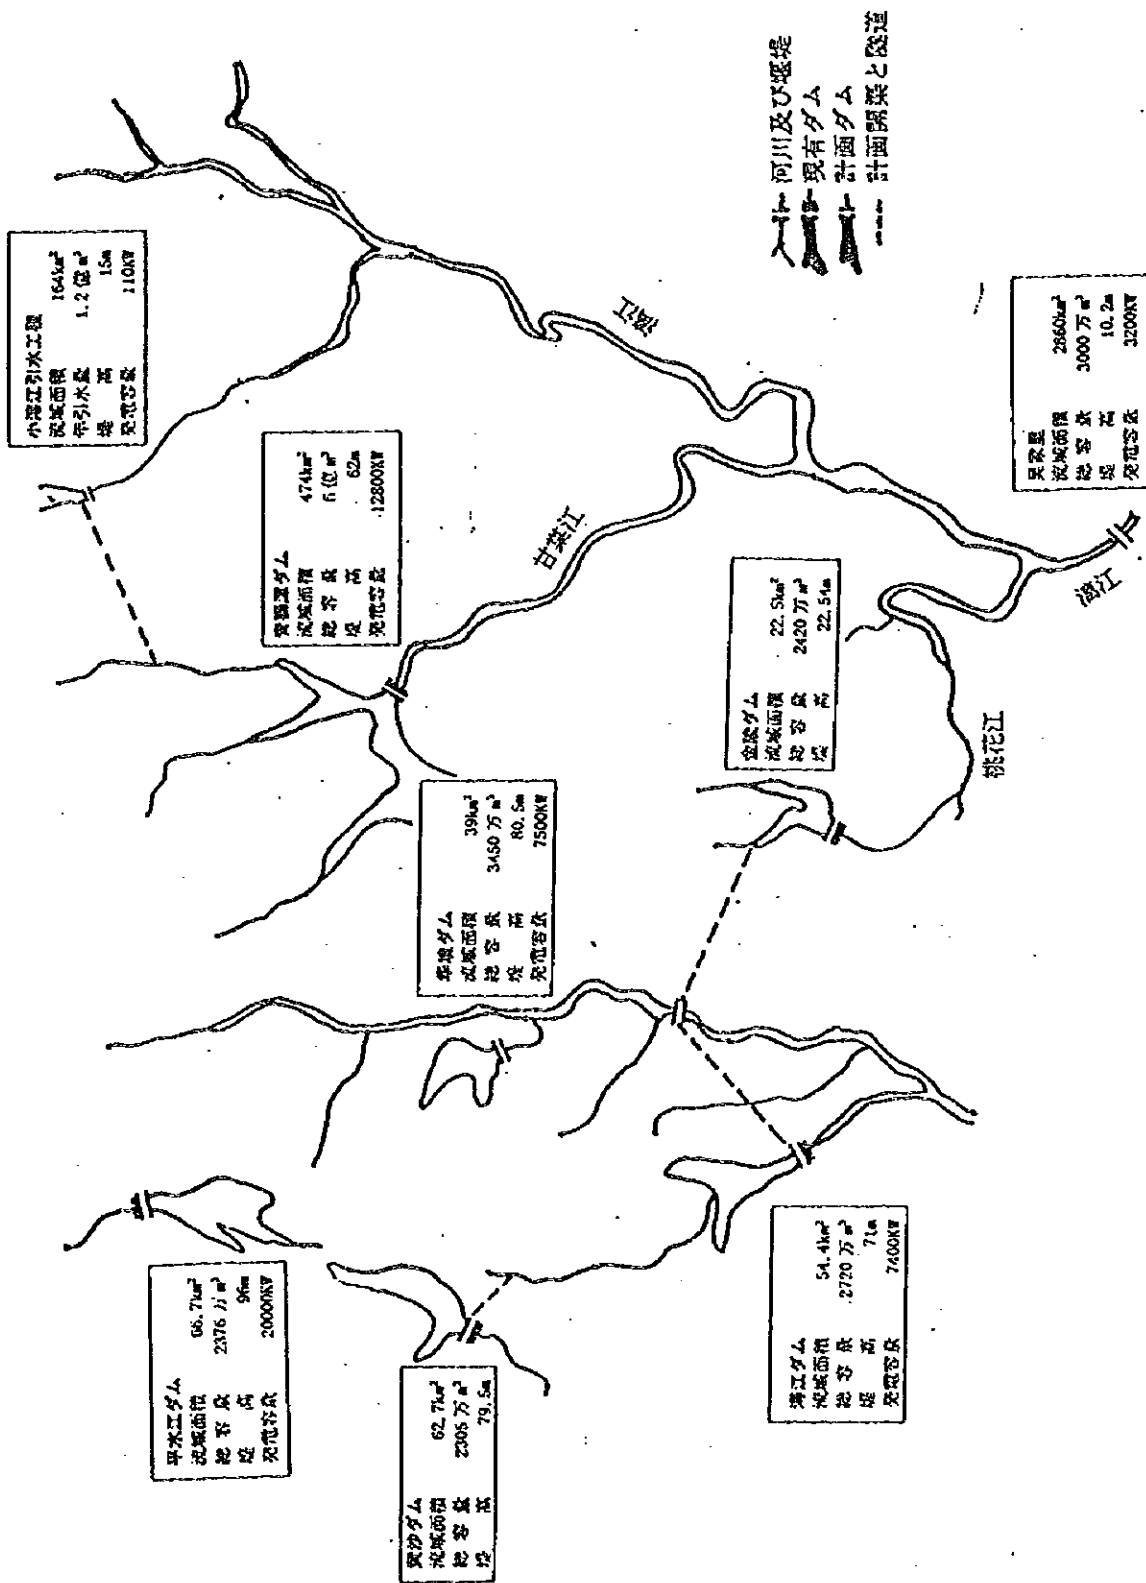 小溶江引水工程
流域面積 164km²
年引水量 1.2億m³
堤高 15m
発電容量 110KW
青獅潭ダム
流域面積 474km²
総容量 6億m³
堤高 62m
発電容量 12800KW
流域面積 39km²
総容量 3450万m³
堤高 80.5m
発電容量 7500KW
平水江ダム
流域面積 66.7km²
総容量 2376万m³
堤高 96m
発電容量 20000KW
黄沙ダム
流域面積 62.7km²
総容量 2305万m³
堤高 79.5m
流域面積 54.4km²
総容量 2720万m³
堤高 71m
発電容量 7400KW
金陵ダム
流域面積 22.5km²
総容量 2420万m³
堤高 22.54m
呉家里
流域面積 2860km²
総容量 3000万m³
堤高 10.2m
発電容量 3200KW
漓江
甘棠江
桃花江
漓江
河川及び堰堤
現有ダム
計画ダム
計画開渠と隧道